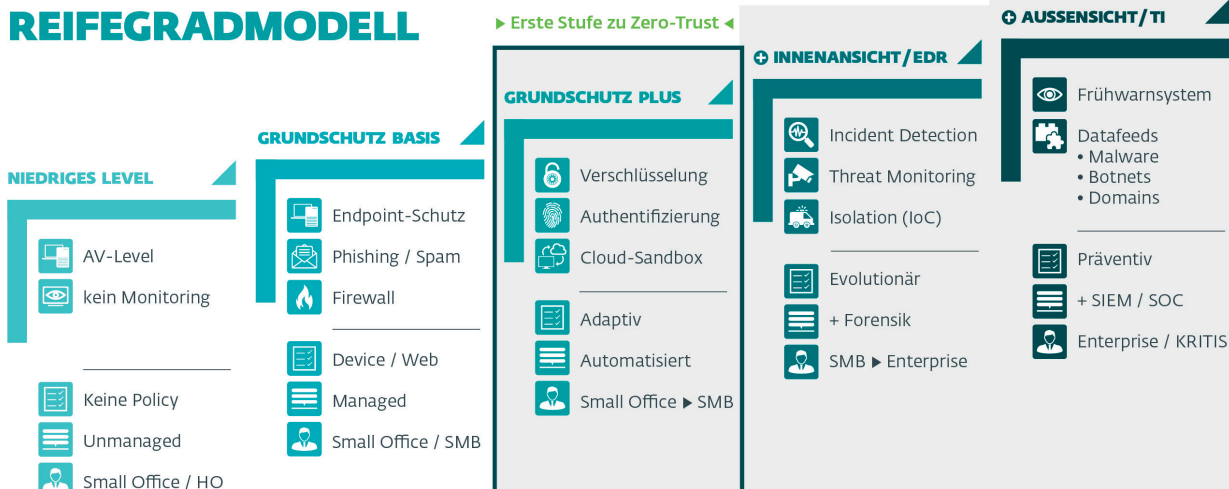 REIFEGRADMODELL
NIEDRIGES LEVEL
AV-Level
kein Monitoring
Keine Policy
Unmanaged
Small Office / HO
GRUNDSCHUTZ BASIS
Endpoint-Schutz
Phishing / Spam
Firewall
Device / Web
Managed
Small Office / SMB
▶ Erste Stufe zu Zero-Trust ◀
GRUNDSCHUTZ PLUS
Verschlüsselung
Authentifizierung
Cloud-Sandbox
Adaptiv
Automatisiert
Small Office ▶ SMB
+ INNENANSICHT/EDR
Incident Detection
Threat Monitoring
Isolation (IoC)
Evolutionär
+ Forensik
SMB ▶ Enterprise
+ AUSSENSICHT/TI
Frühwarnsystem
Datafeeds
• Malware
• Botnets
• Domains
Präventiv
+ SIEM / SOC
Enterprise / KRITIS